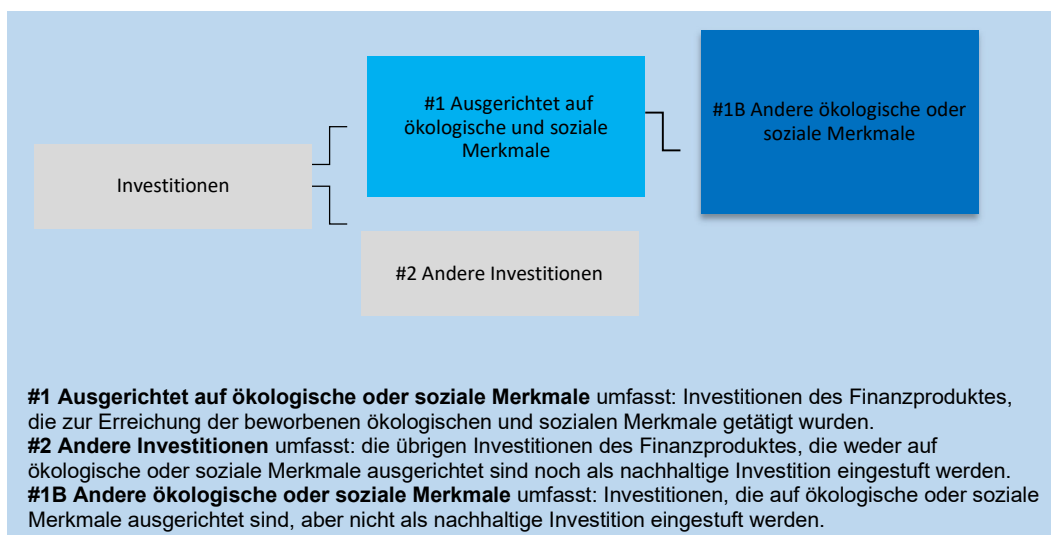 #1 Ausgerichtet auf
ökologische und soziale
Merkmale
#1B Andere ökologische oder
soziale Merkmale
Investitionen
#2 Andere Investitionen
#1 Ausgerichtet auf ökologische oder soziale Merkmale umfasst: Investitionen des Finanzproduktes,
die zur Erreichung der beworbenen ökologischen und sozialen Merkmale getätigt wurden.
#2 Andere Investitionen umfasst: die übrigen Investitionen des Finanzproduktes, die weder auf
ökologische oder soziale Merkmale ausgerichtet sind noch als nachhaltige Investition eingestuft werden.
#1B Andere ökologische oder soziale Merkmale umfasst: Investitionen, die auf ökologische oder soziale
Merkmale ausgerichtet sind, aber nicht als nachhaltige Investition eingestuft werden.